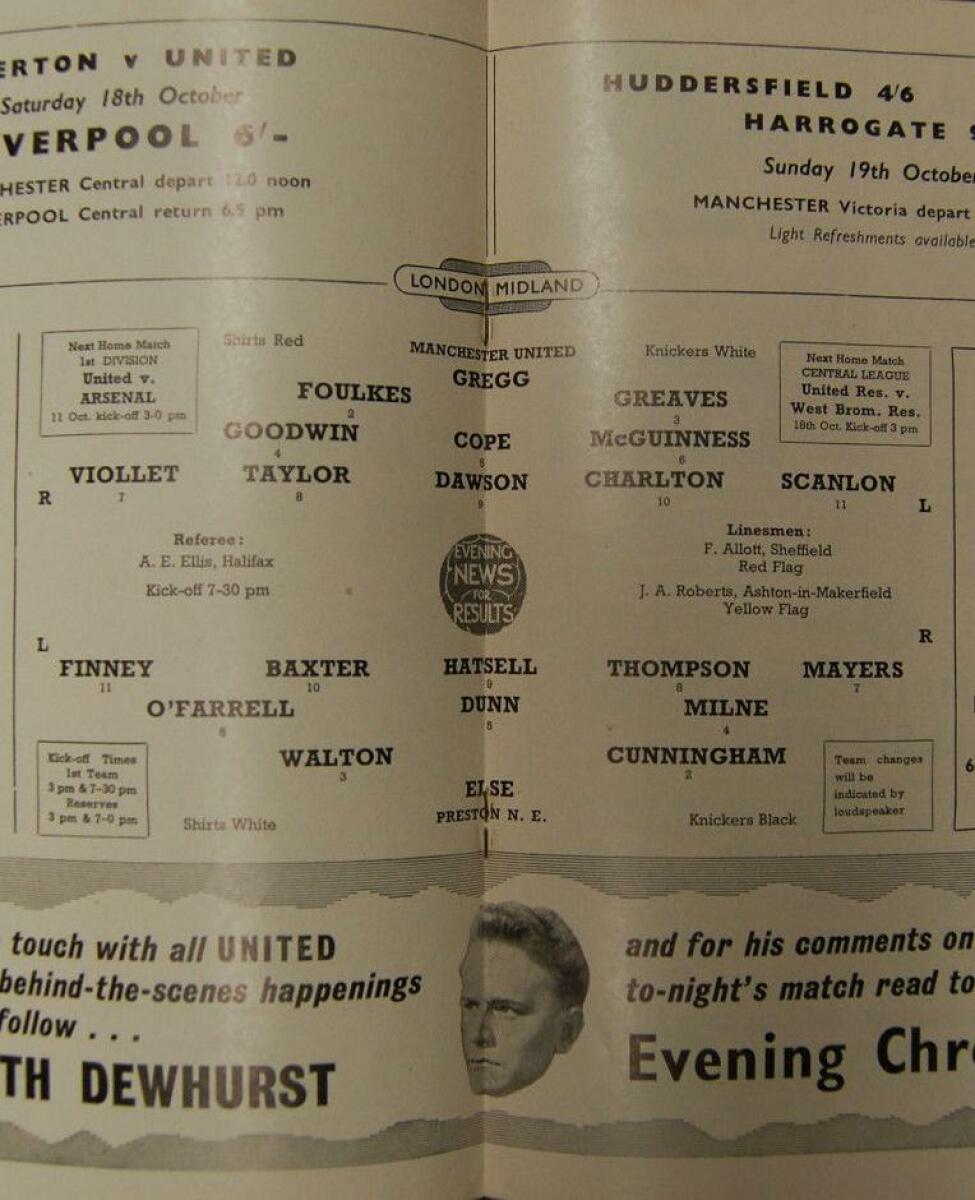 ERTON v UNITED
Saturday 18th October
VERPOOL 6/-
HESTER Central depart 12.0 noon
ERPOOL Central return 6.5 pm
HUDDERSFIELD 4/6
HARROGATE 9
Sunday 19th October
MANCHESTER Victoria depart
Light Refreshments available
LONDON MIDLAND
Next Home Match
1st DIVISION
United v.
ARSENAL
11 Oct. kick-off 3-0 pm
Shirts Red
MANCHESTER UNITED
Knickers White
Next Home Match
CENTRAL LEAGUE
United Res. v.
West Brom. Res.
18th Oct. Kick-off 3 pm
GREGG
FOULKES
2
GREAVES
3
GOODWIN
4
COPE
5
McGUINNESS
6
VIOLLET
7
TAYLOR
8
DAWSON
9
CHARLTON
10
SCANLON
11
R
L
Referee:
A. E. Ellis, Halifax
Kick-off 7-30 pm
EVENING
NEWS
FOR
RESULTS
Linesmen:
F. Allott, Sheffield
Red Flag
J. A. Roberts, Ashton-in-Makerfield
Yellow Flag
L
R
FINNEY
11
BAXTER
10
HATSELL
9
THOMPSON
8
MAYERS
7
O'FARRELL
6
DUNN
5
MILNE
4
WALTON
3
CUNNINGHAM
2
ELSE
PRESTON N. E.
Kick-off Times
1st Team
3 pm & 7-30 pm
Reserves
3 pm & 7-0 pm
Shirts White
Knickers Black
Team changes
will be
indicated by
loudspeaker
6
touch with all UNITED
behind-the-scenes happenings
follow . . .
TH DEWHURST
and for his comments on
to-night's match read to
Evening Chr